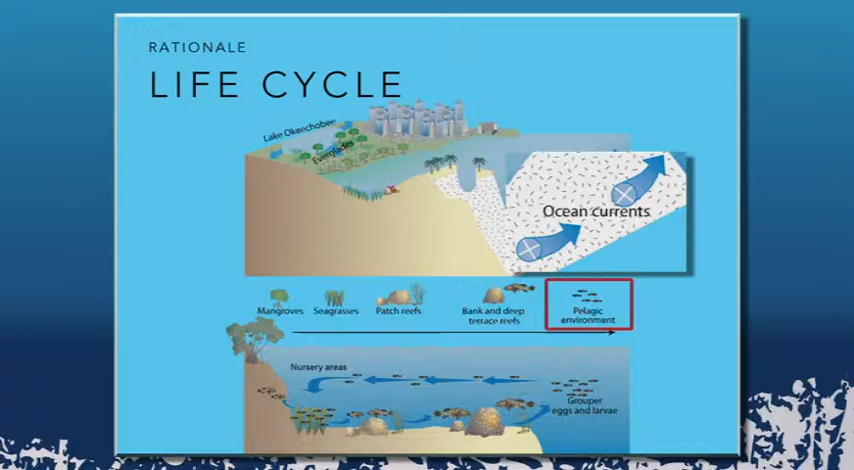 RATIONALE
LIFE CYCLE
Lake Okeechobee
Everglades
Ocean currents
Mangroves
Seagrasses
Patch reefs
Bank and deep
terrace reefs
Pelagic
environment
Nursery areas
Grouper
eggs and larvae